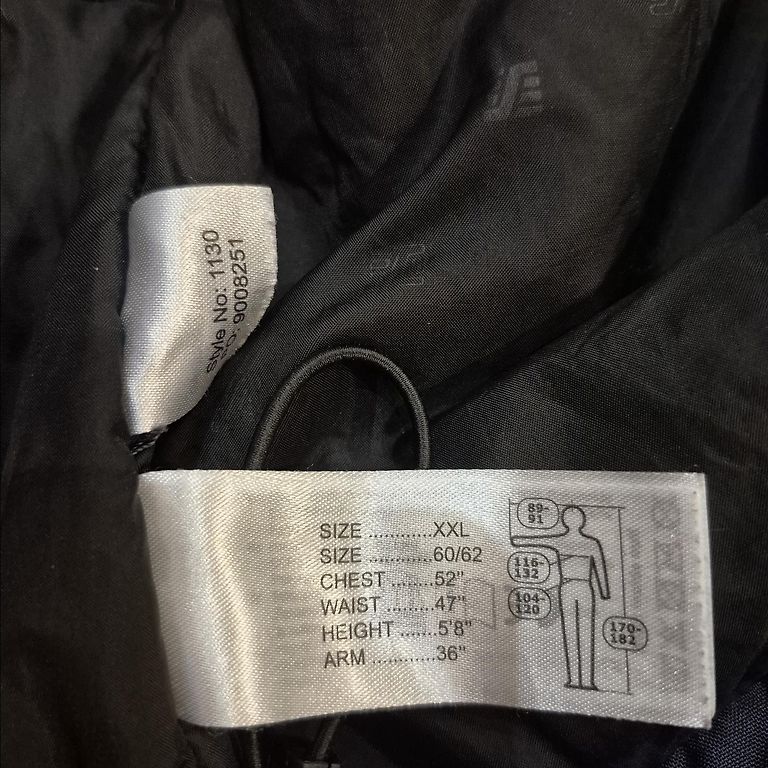 Style No: 1130
9008251
SIZE ............XXL
SIZE ............60/62
CHEST ........52"
WAIST .........47"
HEIGHT .......5'8"
ARM ............36"
89-
91
116-
132
104-
120
170-
182